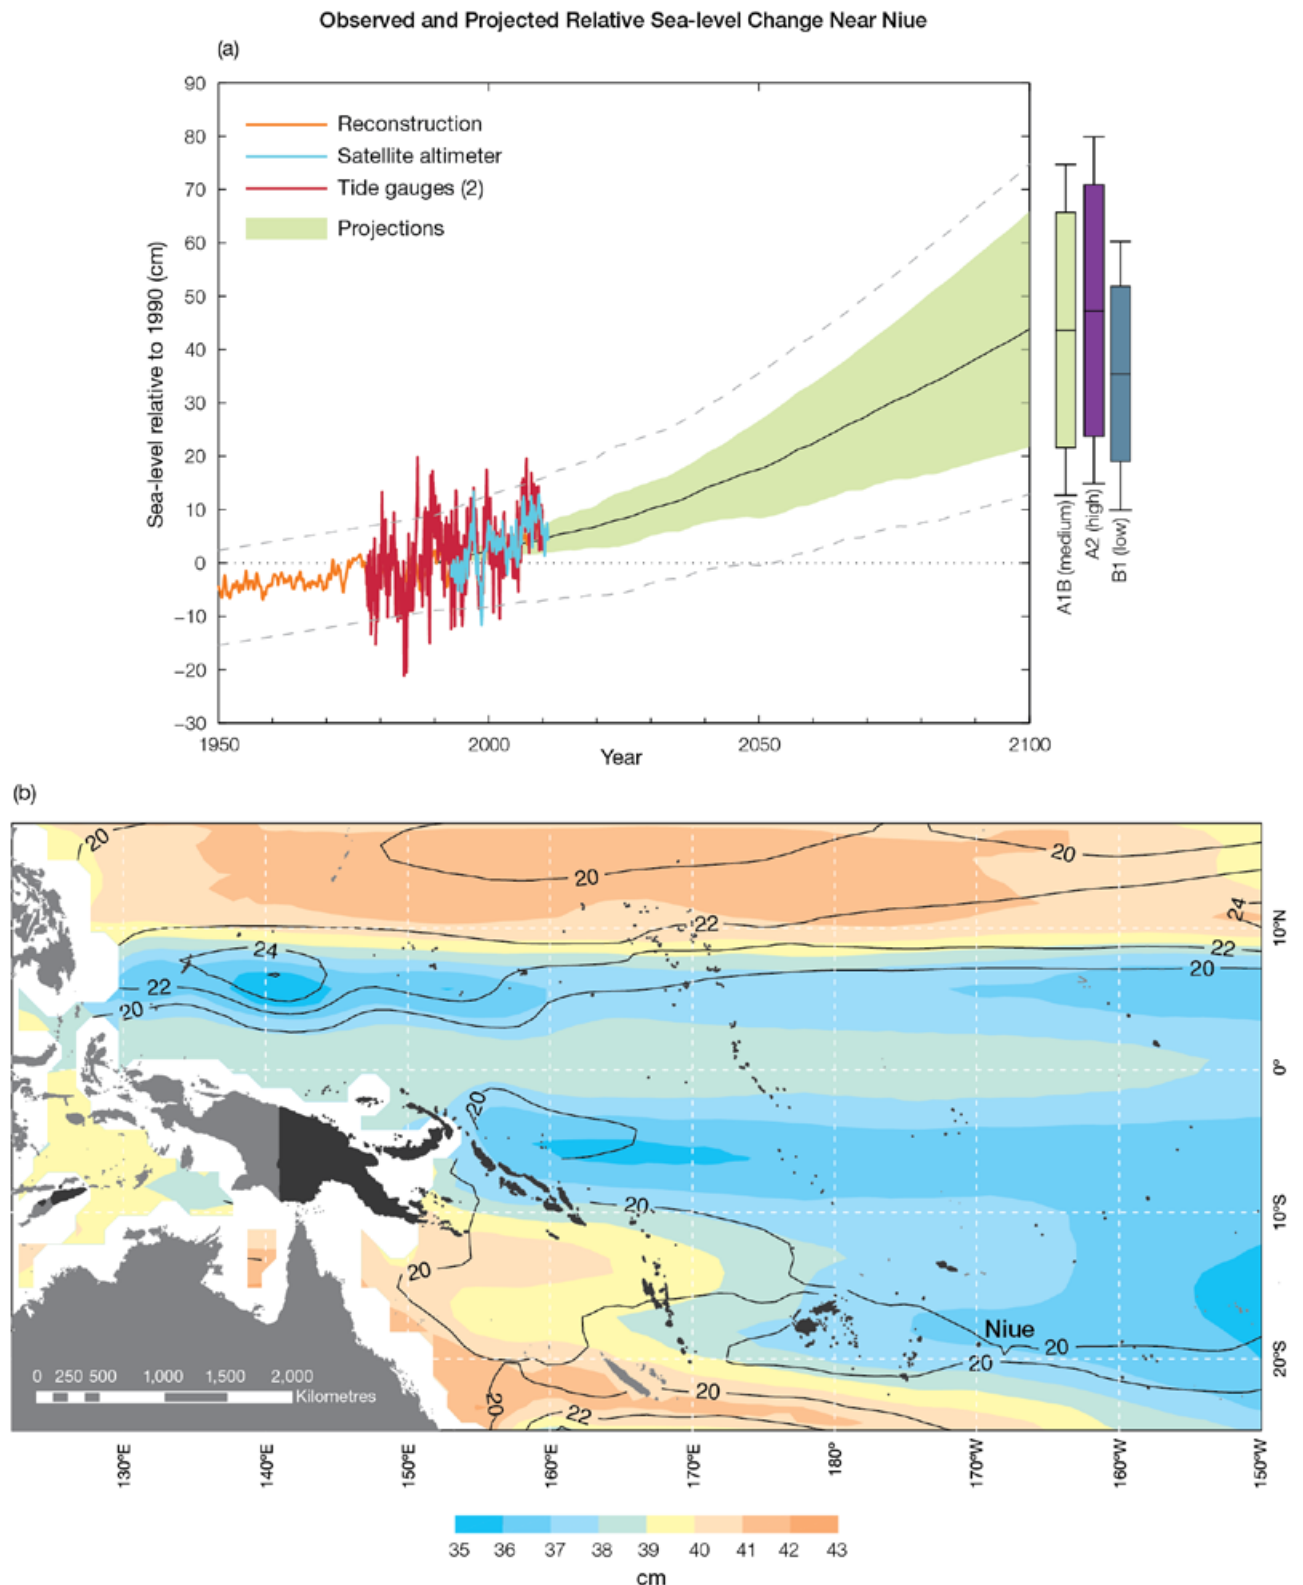 Observed and Projected Relative Sea-level Change Near Niue
(a)
90
80
70
60
50
40
30
20
10
0
−10
−20
−30
Sea-level relative to 1990 (cm)
Reconstruction
Satellite altimeter
Tide gauges (2)
Projections
1950
2000
2050
2100
Year
A1B (medium)
A2 (high)
B1 (low)
(b)
20
20
20
24
22
24
22
20
22
20
20
20
20
20
20
20
20
22
Niue
0 250 500 1,000 1,500 2,000
Kilometres
10°N
0°
10°S
20°S
130°E
140°E
150°E
160°E
170°E
180°
170°W
160°W
150°W
35 36 37 38 39 40 41 42 43
cm